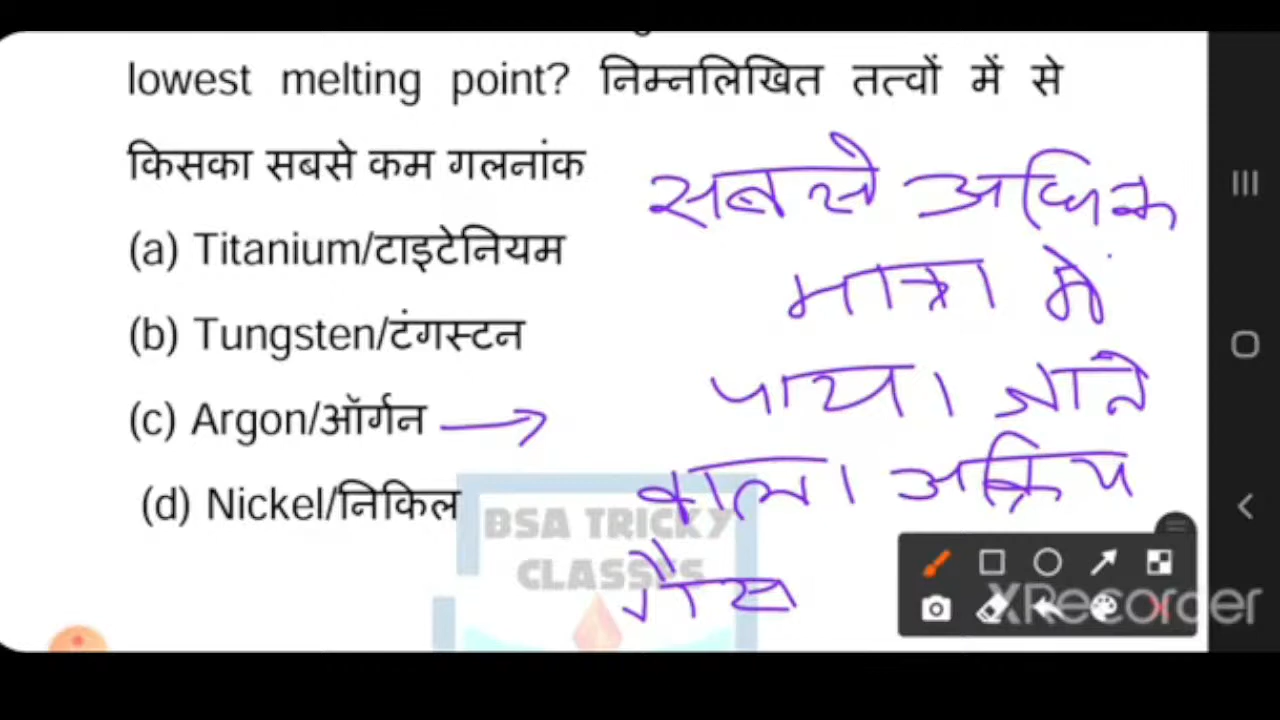 lowest melting point? निम्नलिखित तत्वों में से
किसका सबसे कम गलनांक
(a) Titanium/टाइटेनियम
(b) Tungsten/टंगस्टन
(c) Argon/ऑर्गन
(d) Nickel/निकिल
सबसे अधिक
मात्रा में
पाया जाने
वाला अक्रिय
गैस
BSA TRICKY
CLASSES
XRecorder